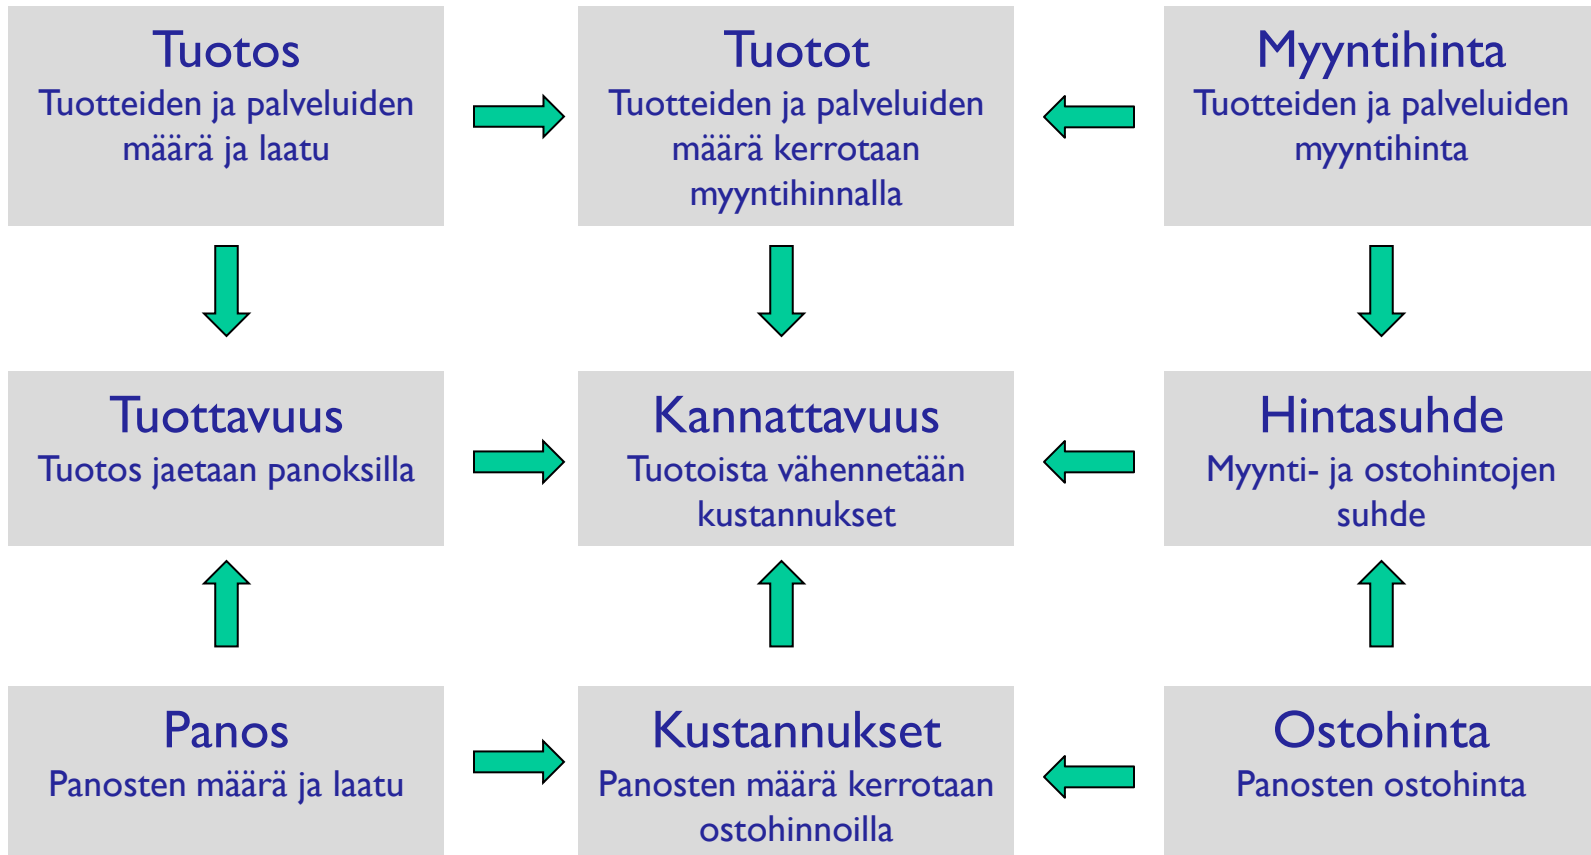 Tuotos
Tuotteiden ja palveluiden
määrä ja laatu
Tuotot
Tuotteiden ja palveluiden
määrä kerrotaan
myyntihinnalla
Myyntihinta
Tuotteiden ja palveluiden
myyntihinta
Tuottavuus
Tuotos jaetaan panoksilla
Kannattavuus
Tuotoista vähennetään
kustannukset
Hintasuhde
Myynti- ja ostohintojen
suhde
Panos
Panosten määrä ja laatu
Kustannukset
Panosten määrä kerrotaan
ostohinnoilla
Ostohinta
Panosten ostohinta